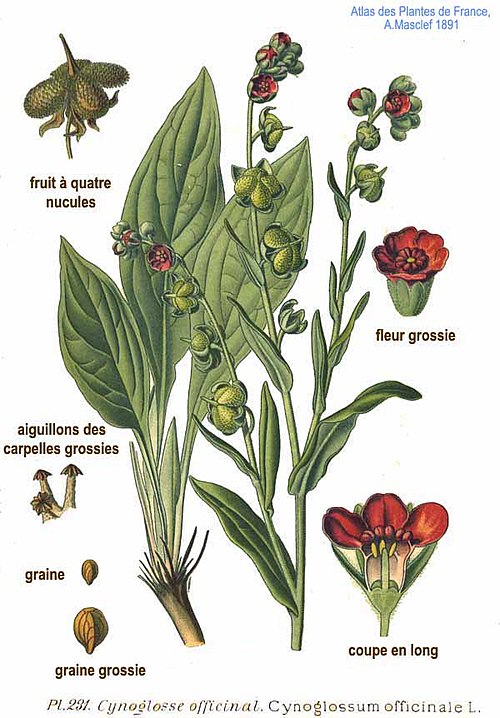 Atlas des Plantes de France,
A.Masclef 1891
fruit à quatre
nucules
fleur grossie
aiguillons des
carpelles grossies
graine
graine grossie
coupe en long
Pl.231. Cynoglosse officinal. Cynoglossum officinale L.